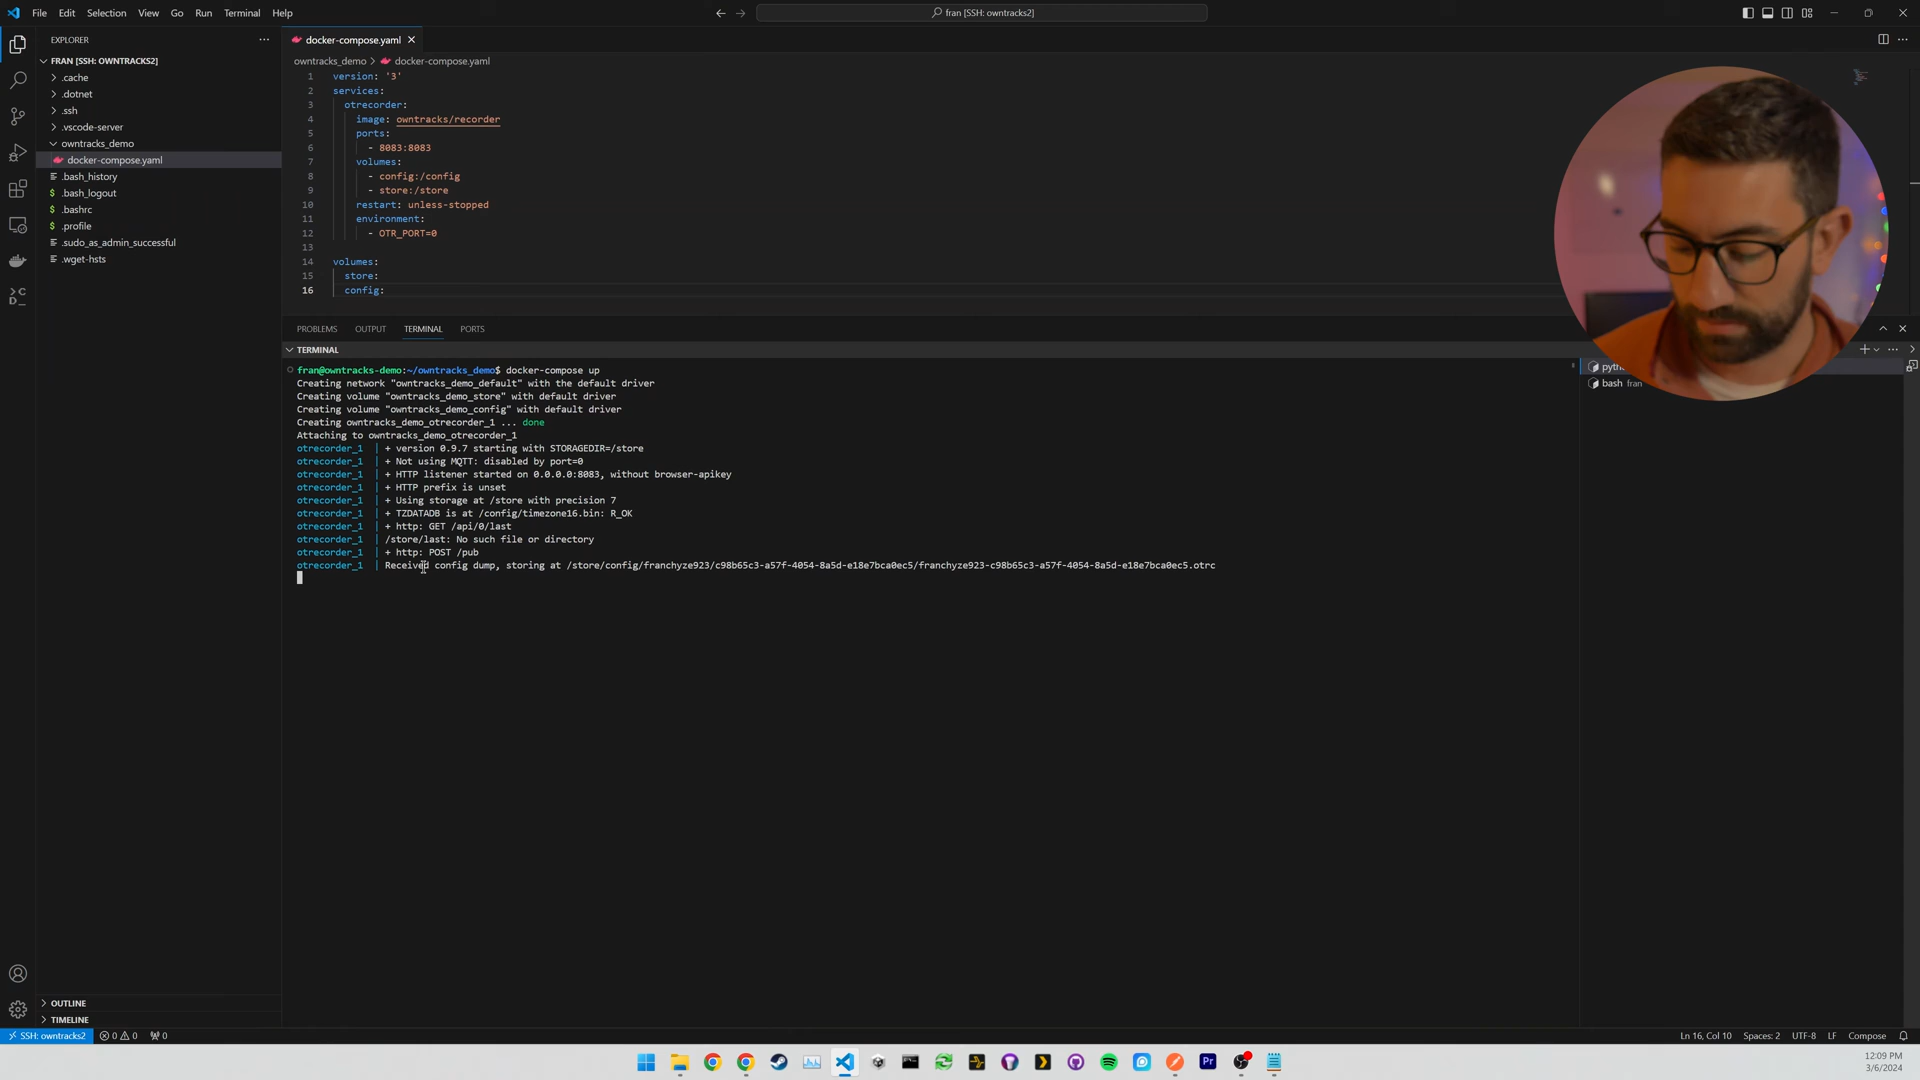 File Edit Selection View Go Run Terminal Help
fran [SSH: owntracks2]
EXPLORER
FRAN [SSH: OWNTRACKS2]
.cache
.dotnet
.ssh
.vscode-server
owntracks_demo
docker-compose.yaml
.bash_history
.bash_logout
.bashrc
.profile
.sudo_as_admin_successful
.wget-hsts
OUTLINE
TIMELINE
docker-compose.yaml
owntracks_demo > docker-compose.yaml
1 version: '3'
2 services:
3 otrecorder:
4 image: owntracks/recorder
5 ports:
6 - 8083:8083
7 volumes:
8 - config:/config
9 - store:/store
10 restart: unless-stopped
11 environment:
12 - OTR_PORT=0
13
14 volumes:
15 store:
16 config:
PROBLEMS OUTPUT TERMINAL PORTS
TERMINAL
fran@owntracks-demo:~/owntracks_demo$ docker-compose up
Creating network "owntracks_demo_default" with the default driver
Creating volume "owntracks_demo_store" with default driver
Creating volume "owntracks_demo_config" with default driver
Creating owntracks_demo_otrecorder_1 ... done
Attaching to owntracks_demo_otrecorder_1
otrecorder_1 | + version 0.9.7 starting with STORAGEDIR=/store
otrecorder_1 | + Not using MQTT: disabled by port=0
otrecorder_1 | + HTTP listener started on 0.0.0.0:8083, without browser-apikey
otrecorder_1 | + HTTP prefix is unset
otrecorder_1 | + Using storage at /store with precision 7
otrecorder_1 | + TZDATADB is at /config/timezone16.bin: R_OK
otrecorder_1 | + http: GET /api/0/last
otrecorder_1 | /store/last: No such file or directory
otrecorder_1 | + http: POST /pub
otrecorder_1 | Received config dump, storing at /store/config/franchyze923/c98b65c3-a57f-4054-8a5d-e18e7bca0ec5/franchyze923-c98b65c3-a57f-4054-8a5d-e18e7bca0ec5.otrc
bash fran
SSH: owntracks2 0 0 0
Ln 16, Col 10 Spaces: 2 UTF-8 LF Compose
Pr
12:09 PM
3/6/2024